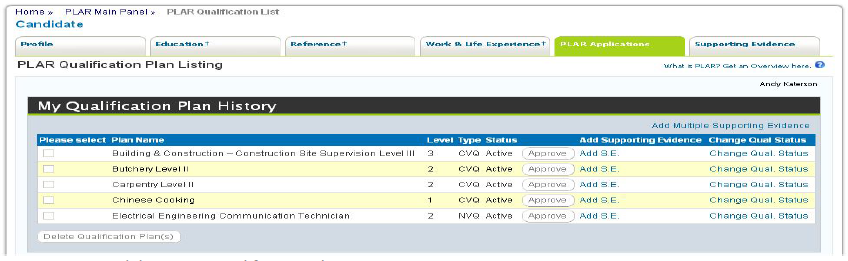 Home » PLAR Main Panel » PLAR Qualification List
Candidate
Profile Education† Reference† Work & Life Experience† PLAR Applications Supporting Evidence
PLAR Qualification Plan Listing What is PLAR? Get an Overview here. ?
Andy Katerson
My Qualification Plan History
Add Multiple Supporting Evidence
Please select Plan Name Level Type Status Add Supporting Evidence Change Qual Status
Building & Construction – Construction Site Supervision Level III 3 CVQ Active Approve Add S.E. Change Qual. Status
Butchery Level II 2 CVQ Active Approve Add S.E. Change Qual. Status
Carpentry Level II 2 CVQ Active Approve Add S.E. Change Qual. Status
Chinese Cooking 1 CVQ Active Approve Add S.E. Change Qual. Status
Electrical Engineering Communication Technician 2 NVQ Active Approve Add S.E. Change Qual. Status
Delete Qualification Plan(s)